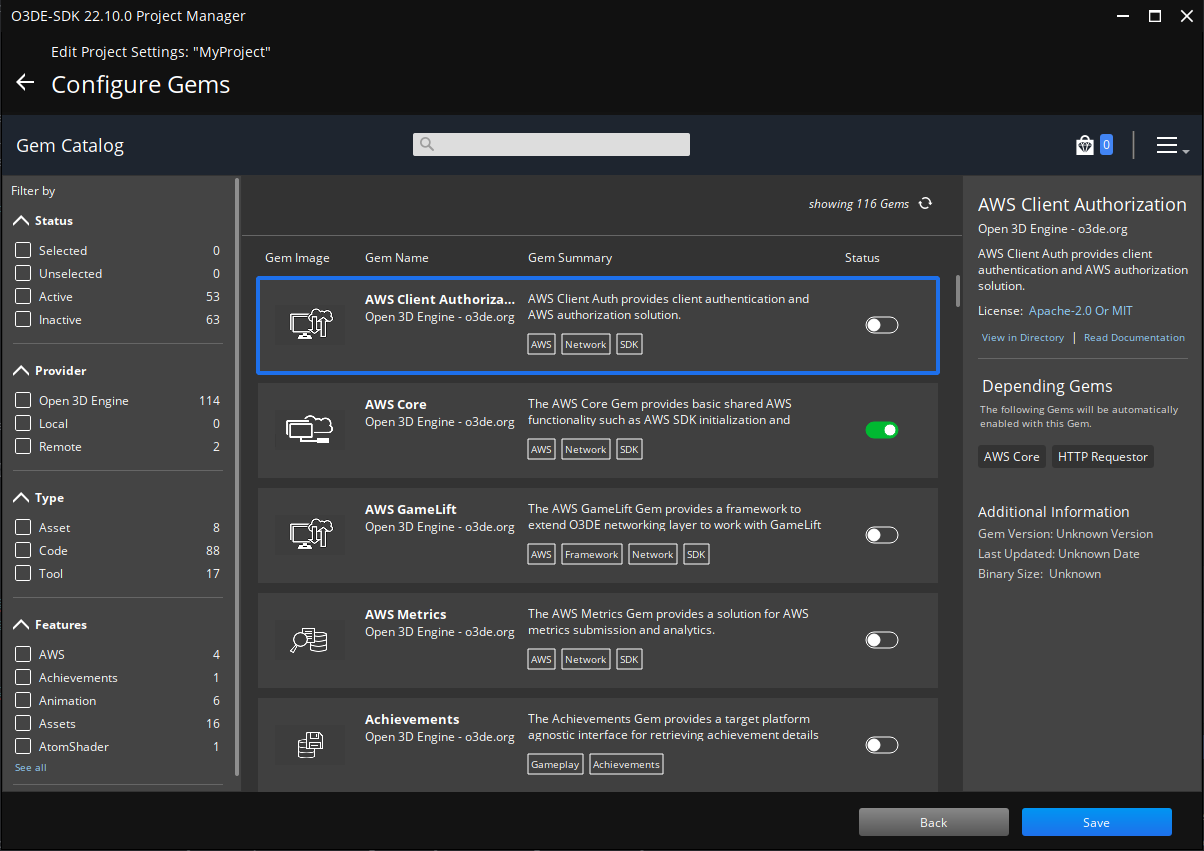 O3DE-SDK 22.10.0 Project Manager
Edit Project Settings: "MyProject"
Configure Gems
Gem Catalog
0
Filter by
Status
Selected 0
Unselected 0
Active 53
Inactive 63
Provider
Open 3D Engine 114
Local 0
Remote 2
Type
Asset 8
Code 88
Tool 17
Features
AWS 4
Achievements 1
Animation 6
Assets 16
AtomShader 1
See all
showing 116 Gems
Gem Image Gem Name Gem Summary Status
AWS Client Authoriza...
Open 3D Engine - o3de.org
AWS Client Auth provides client authentication and
AWS authorization solution.
AWS Network SDK
AWS Core
Open 3D Engine - o3de.org
The AWS Core Gem provides basic shared AWS
functionality such as AWS SDK initialization and
AWS Network SDK
AWS GameLift
Open 3D Engine - o3de.org
The AWS GameLift Gem provides a framework to
extend O3DE networking layer to work with GameLift
AWS Framework Network SDK
AWS Metrics
Open 3D Engine - o3de.org
The AWS Metrics Gem provides a solution for AWS
metrics submission and analytics.
AWS Network SDK
Achievements
Open 3D Engine - o3de.org
The Achievements Gem provides a target platform
agnostic interface for retrieving achievement details
Gameplay Achievements
AWS Client Authorization
Open 3D Engine - o3de.org
AWS Client Auth provides client
authentication and AWS authorization
solution.
License: Apache-2.0 Or MIT
View in Directory | Read Documentation
Depending Gems
The following Gems will be automatically
enabled with this Gem.
AWS Core HTTP Requestor
Additional Information
Gem Version: Unknown Version
Last Updated: Unknown Date
Binary Size: Unknown
Back Save